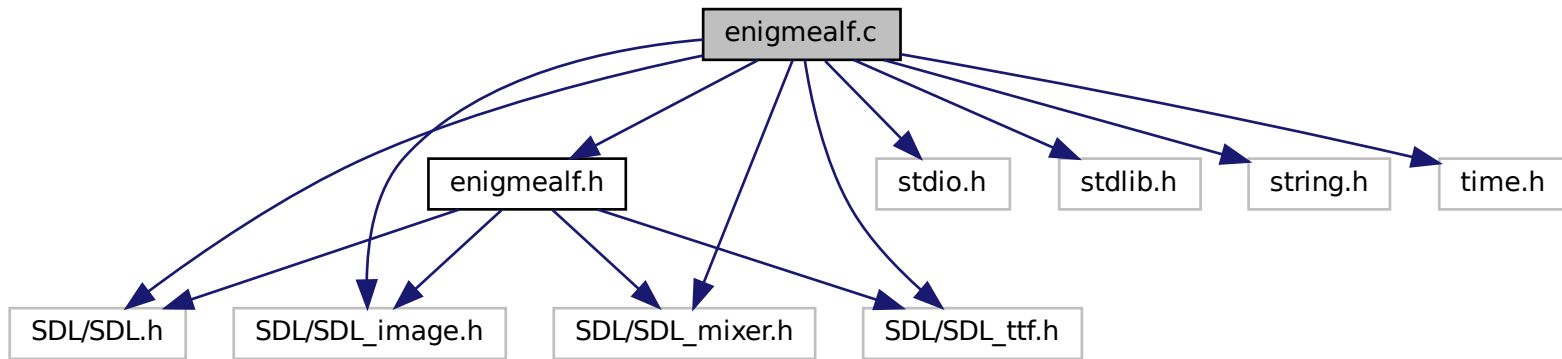 enigmealf.c
enigmealf.h
stdio.h
stdlib.h
string.h
time.h
SDL/SDL.h
SDL/SDL_image.h
SDL/SDL_mixer.h
SDL/SDL_ttf.h